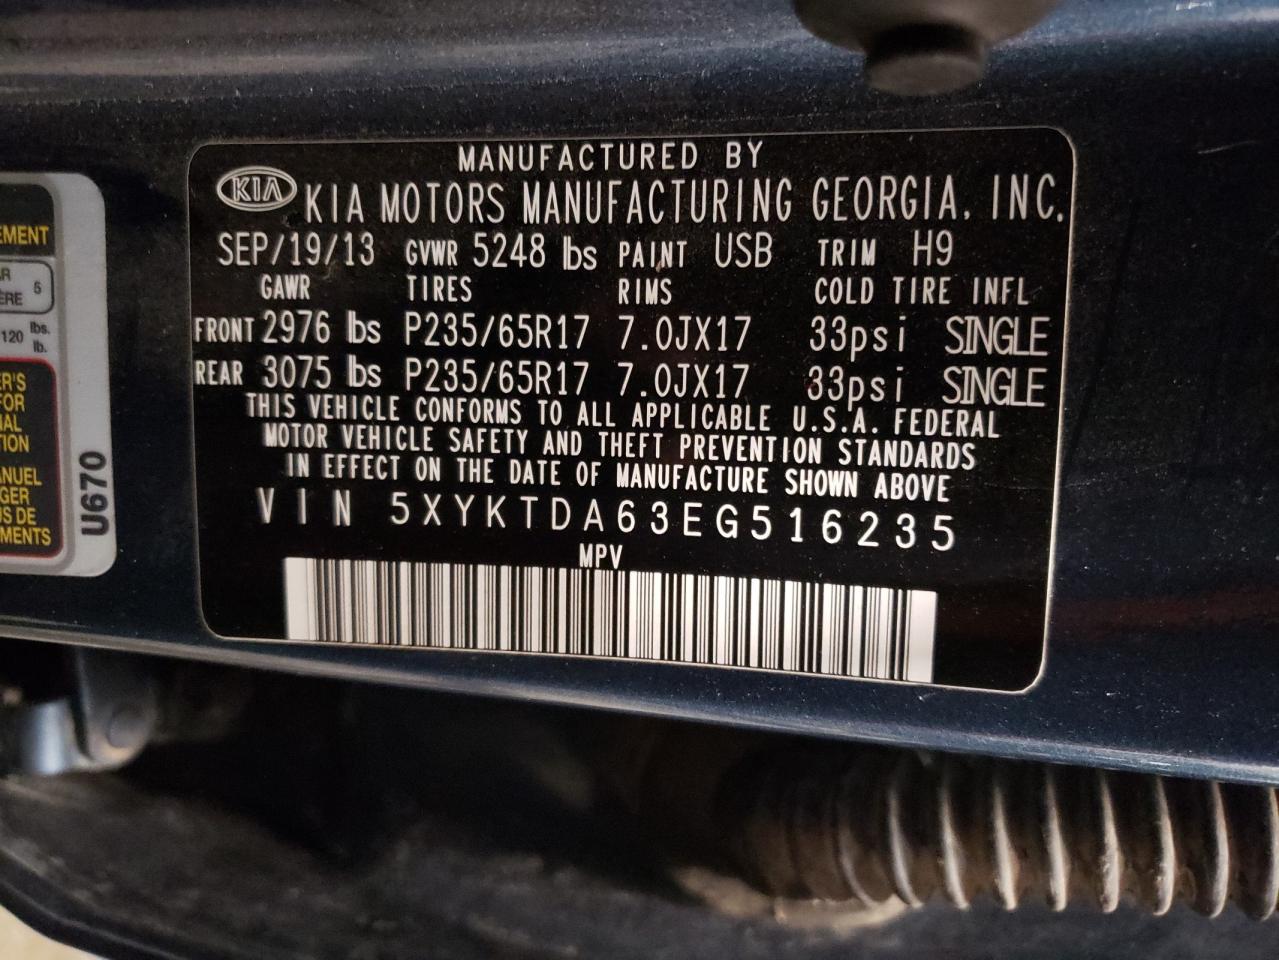 MANUFACTURED BY
KIA KIA MOTORS MANUFACTURING GEORGIA, INC.
SEP/19/13 GVWR 5248 lbs PAINT USB TRIM H9
GAWR TIRES RIMS COLD TIRE INFL
FRONT 2976 lbs P235/65R17 7.0JX17 33psi SINGLE
REAR 3075 lbs P235/65R17 7.0JX17 33psi SINGLE
THIS VEHICLE CONFORMS TO ALL APPLICABLE U.S.A. FEDERAL
MOTOR VEHICLE SAFETY AND THEFT PREVENTION STANDARDS
IN EFFECT ON THE DATE OF MANUFACTURE SHOWN ABOVE
VIN 5XYKTDA63EG516235
MPV
5
120 lbs.
lb.
U670